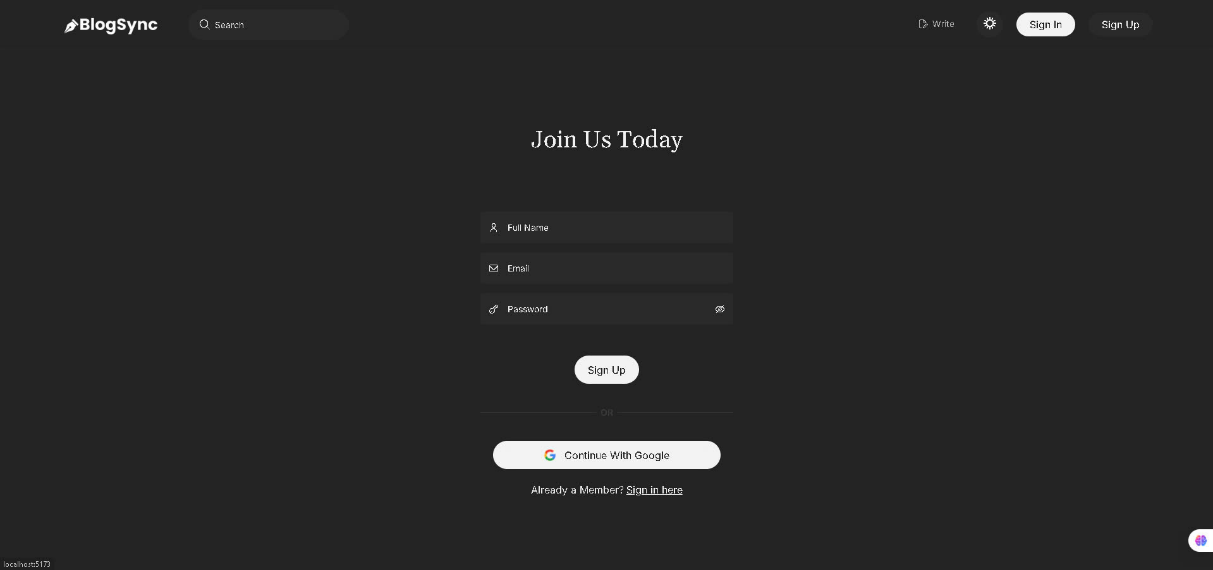 BlogSync
Search
Write
Sign In
Sign Up
Join Us Today
Full Name
Email
Password
Sign Up
OR
Continue With Google
Already a Member? Sign in here
localhost:5173